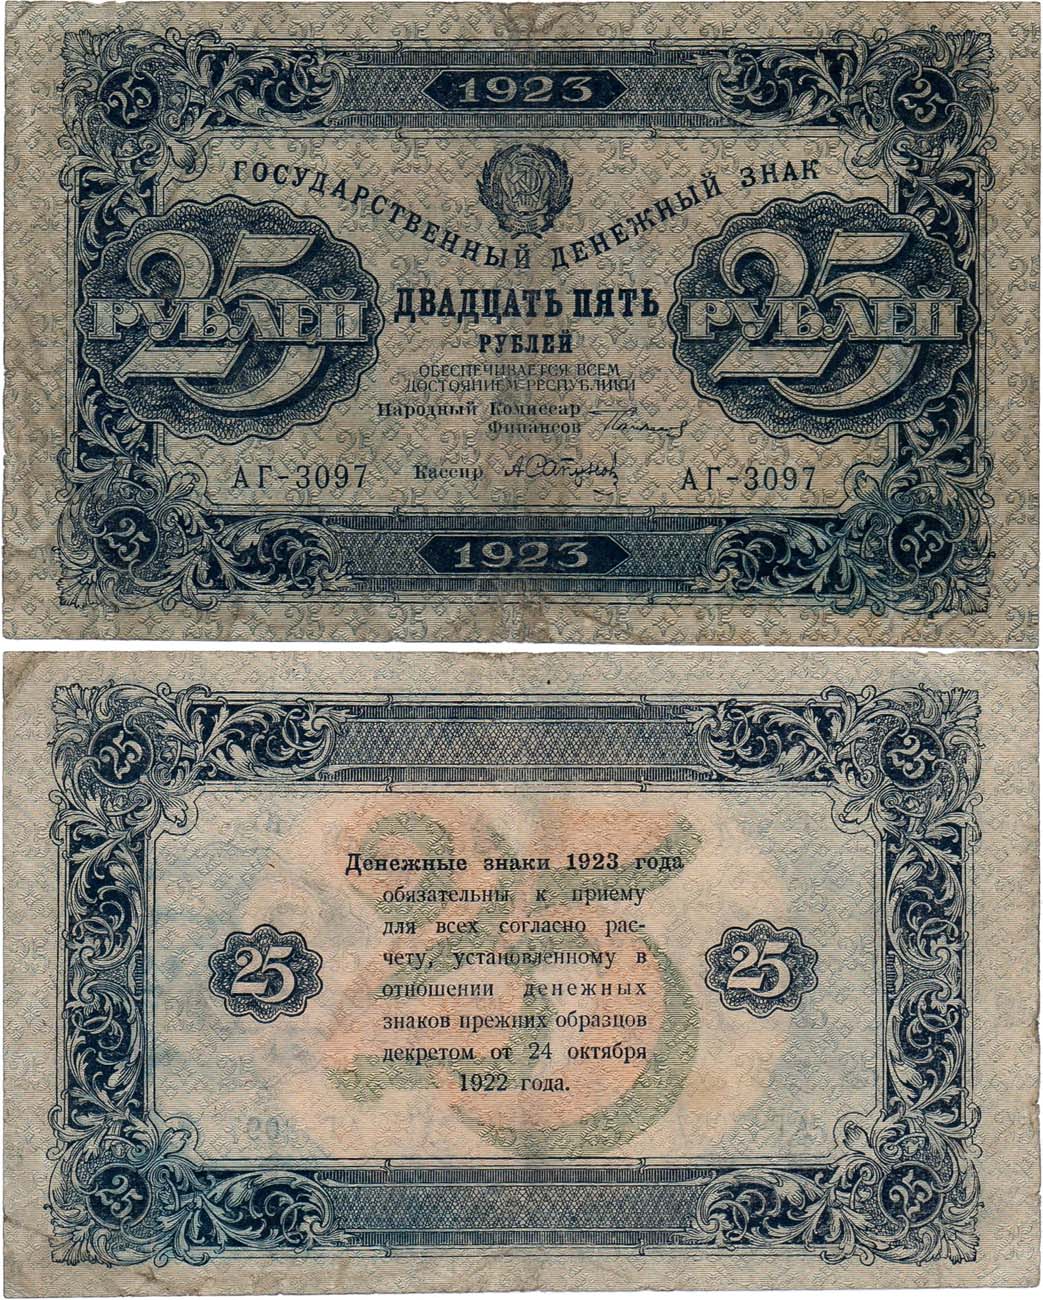 1923
25 25
ГОСУДАРСТВЕННЫЙ ДЕНЕЖНЫЙ ЗНАК
25 РУБЛЕЙ
25 РУБЛЕЙ
ДВАДЦАТЬ ПЯТЬ
РУБЛЕЙ
ОБЕСПЕЧИВАЕТСЯ ВСЕМ
ДОСТОЯНИЕМ РЕСПУБЛИКИ
Народный Комиссар
Финансов
АГ-3097 Кассир АГ-3097
25 25
1923
25 25
Денежные знаки 1923 года
обязательны к приему
для всех согласно рас-
чету, установленному в
25 25
отношении денежных
знаков прежних образцов
декретом от 24 октября
1922 года.
25 25